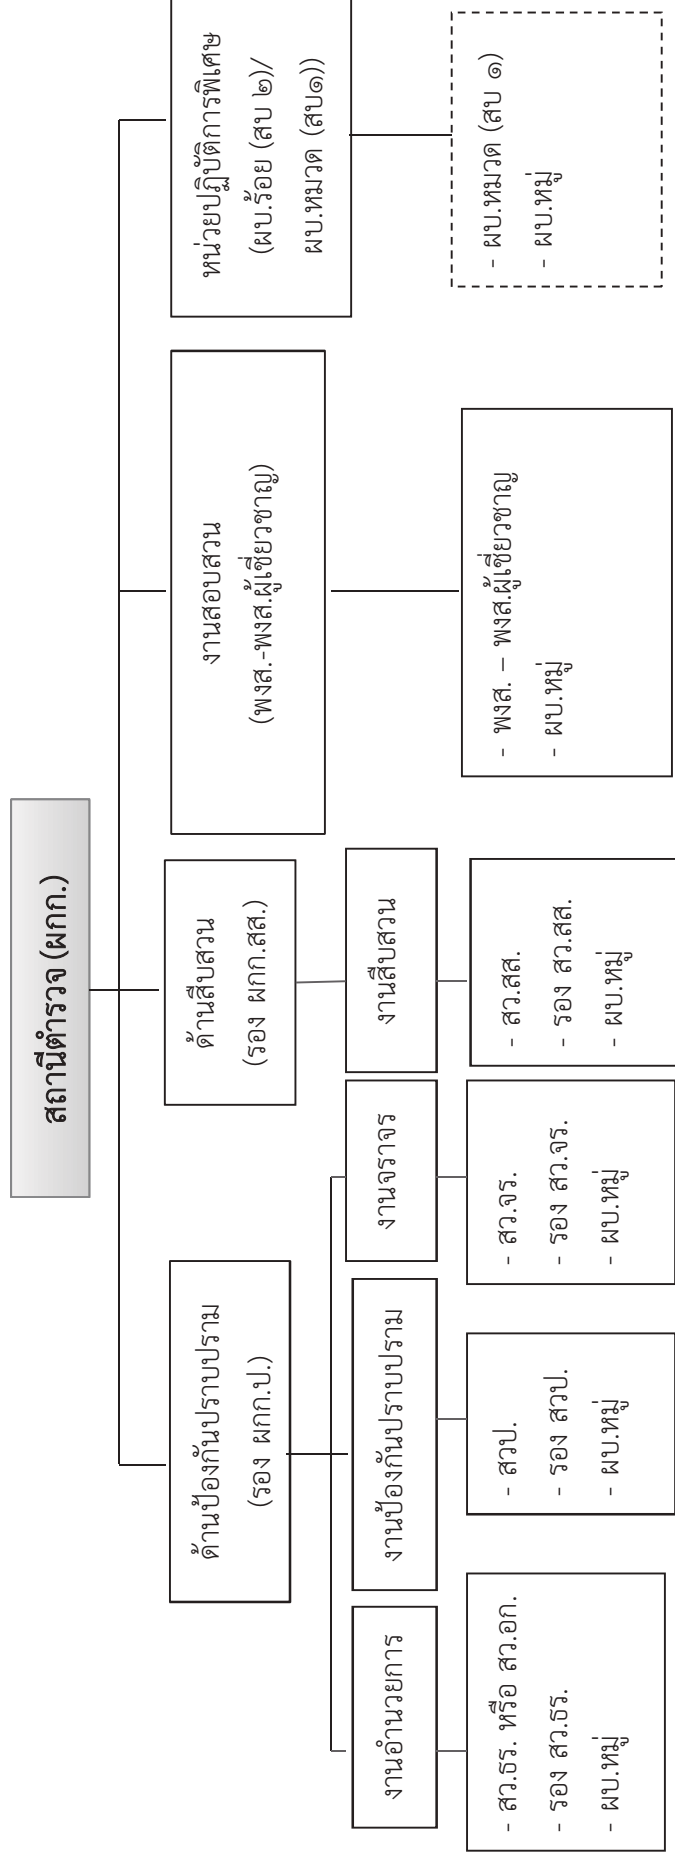 สถานีตำรวจ (ผกก.)
ด้านป้องกันปราบปราม
(รอง ผกก.ป.)
ด้านสืบสวน
(รอง ผกก.สส.)
งานสอบสวน
(พงส.-พงส.ผู้เชี่ยวชาญ)
หน่วยปฏิบัติการพิเศษ
(ผบ.ร้อย (สบ ๒)/
ผบ.หมวด (สบ๑))
งานอำนวยการ
งานป้องกันปราบปราม
งานจราจร
งานสืบสวน
- สว.ธร. หรือ สว.อก.
- รอง สว.ธร.
- ผบ.หมู่
- สวป.
- รอง สวป.
- ผบ.หมู่
- สว.จร.
- รอง สว.จร.
- ผบ.หมู่
- สว.สส.
- รอง สว.สส.
- ผบ.หมู่
- พงส. – พงส.ผู้เชี่ยวชาญ
- ผบ.หมู่
- ผบ.หมวด (สบ ๑)
- ผบ.หมู่